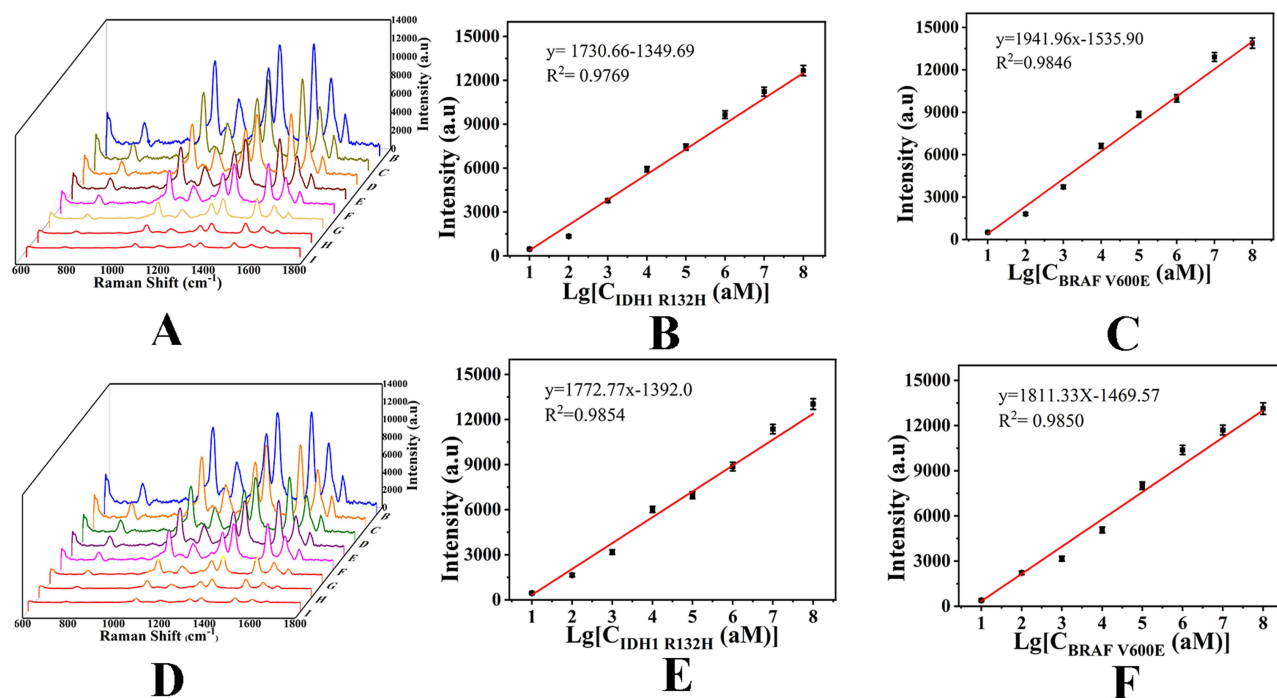 14000
12000
10000
8000
6000
4000
2000
0
Intensity (a.u)
B
C
D
E
F
G
H
I
600 800 1000 1200 1400 1600 1800
Raman Shift (cm-1)
A
15000
12000
9000
6000
3000
0
Intensity (a.u)
y= 1730.66-1349.69
R2= 0.9769
1 2 3 4 5 6 7 8
Lg[CIDH1 R132H (aM)]
B
15000
12000
9000
6000
3000
0
Intensity (a.u)
y=1941.96x-1535.90
R2=0.9846
1 2 3 4 5 6 7 8
Lg[CBRAF V600E (aM)]
C
14000
12000
10000
8000
6000
4000
2000
0
Intensity (a.u)
B
C
D
E
F
G
H
I
600 800 1000 1200 1400 1600 1800
Raman Shift (cm-1)
D
15000
12000
9000
6000
3000
0
Intensity (a.u)
y=1772.77x-1392.0
R2=0.9854
1 2 3 4 5 6 7 8
Lg[CIDH1 R132H (aM)]
E
15000
12000
9000
6000
3000
0
Intensity (a.u)
y=1811.33X-1469.57
R2= 0.9850
1 2 3 4 5 6 7 8
Lg[CBRAF V600E (aM)]
F